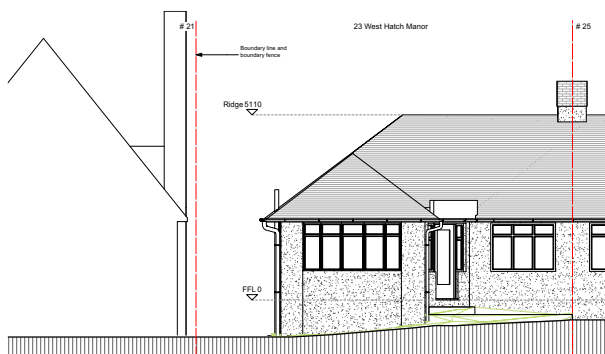 # 21
23 West Hatch Manor
# 25
Boundary line and
boundary fence
Ridge 5110
FFL 0